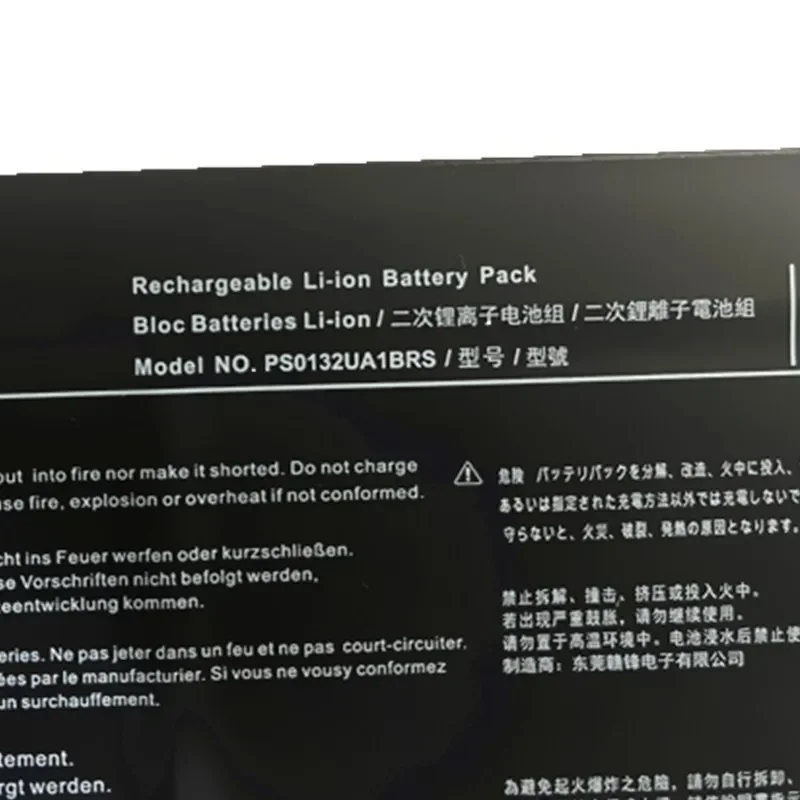 Rechargeable Li-ion Battery Pack
Bloc Batteries Li-ion / 二次锂离子电池组 / 二次鋰離子電池組
Model NO. PS0132UA1BRS / 型号 / 型號
out into fire nor make it shorted. Do not charge
use fire, explosion or overheat if not conformed.
cht ins Feuer werfen oder kurzschließen.
se Vorschriften nicht befolgt werden,
eentwicklung kommen.
eries. Ne pas jeter dans un feu et ne pas court-circuiter.
ées par le manufacturier. Si vous ne vousy conformez
un surchauffement.
tement.
rgt werden.
危険 バッテリパックを分解、改造、火中に投入、
あるいは指定された充電方法以外では充電しないで
守らないと、火災、破裂、発熱の原因となります。
禁止拆解、撞击、挤压或投入火中。
若出现严重鼓胀，请勿继续使用。
请勿置于高温环境中。电池浸水后禁止使
制造商：东莞赣锋电子有限公司
為避免起火爆炸之危險，請勿自行拆卸、